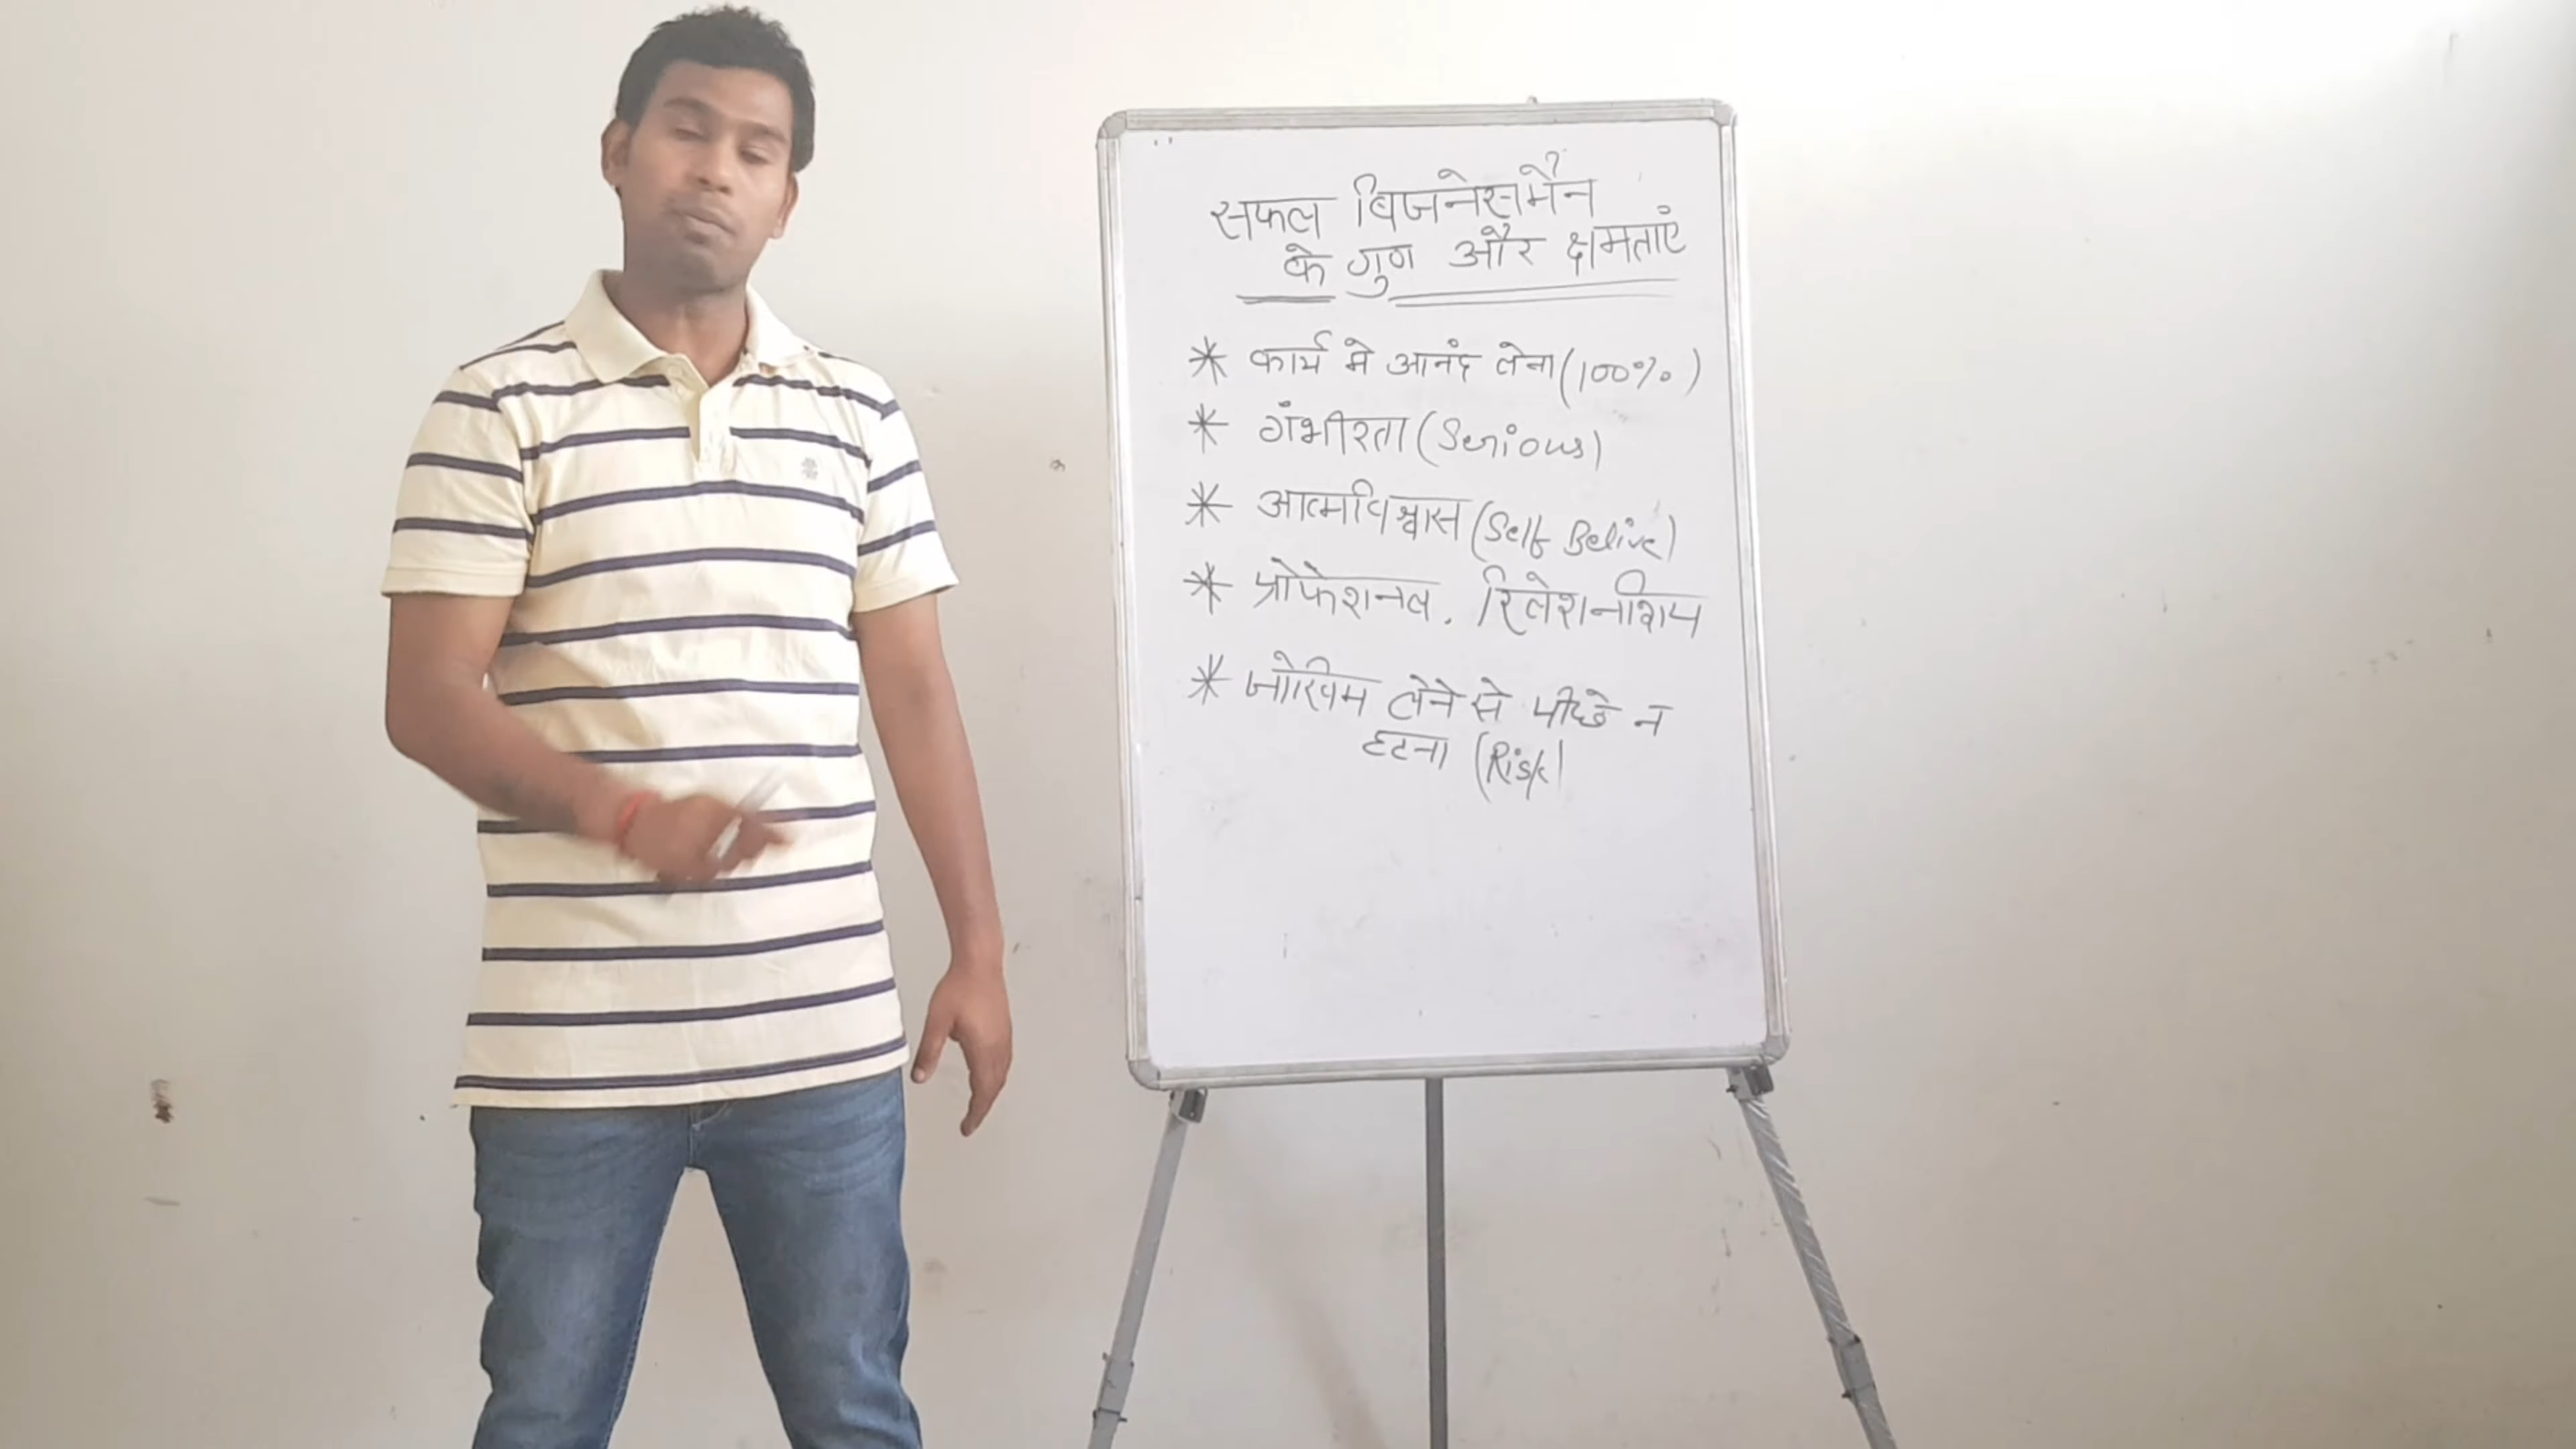 सफल बिजनेसमैन
के गुण और क्षमताएं
* कार्य मे आनंद लेना (100%)
* गंभीरता (Serious)
* आत्मविश्वास (Self Belive)
* प्रोफेशनल. रिलेशनशिप
* जोखिम लेने से पीछे न
हटना (Risk)